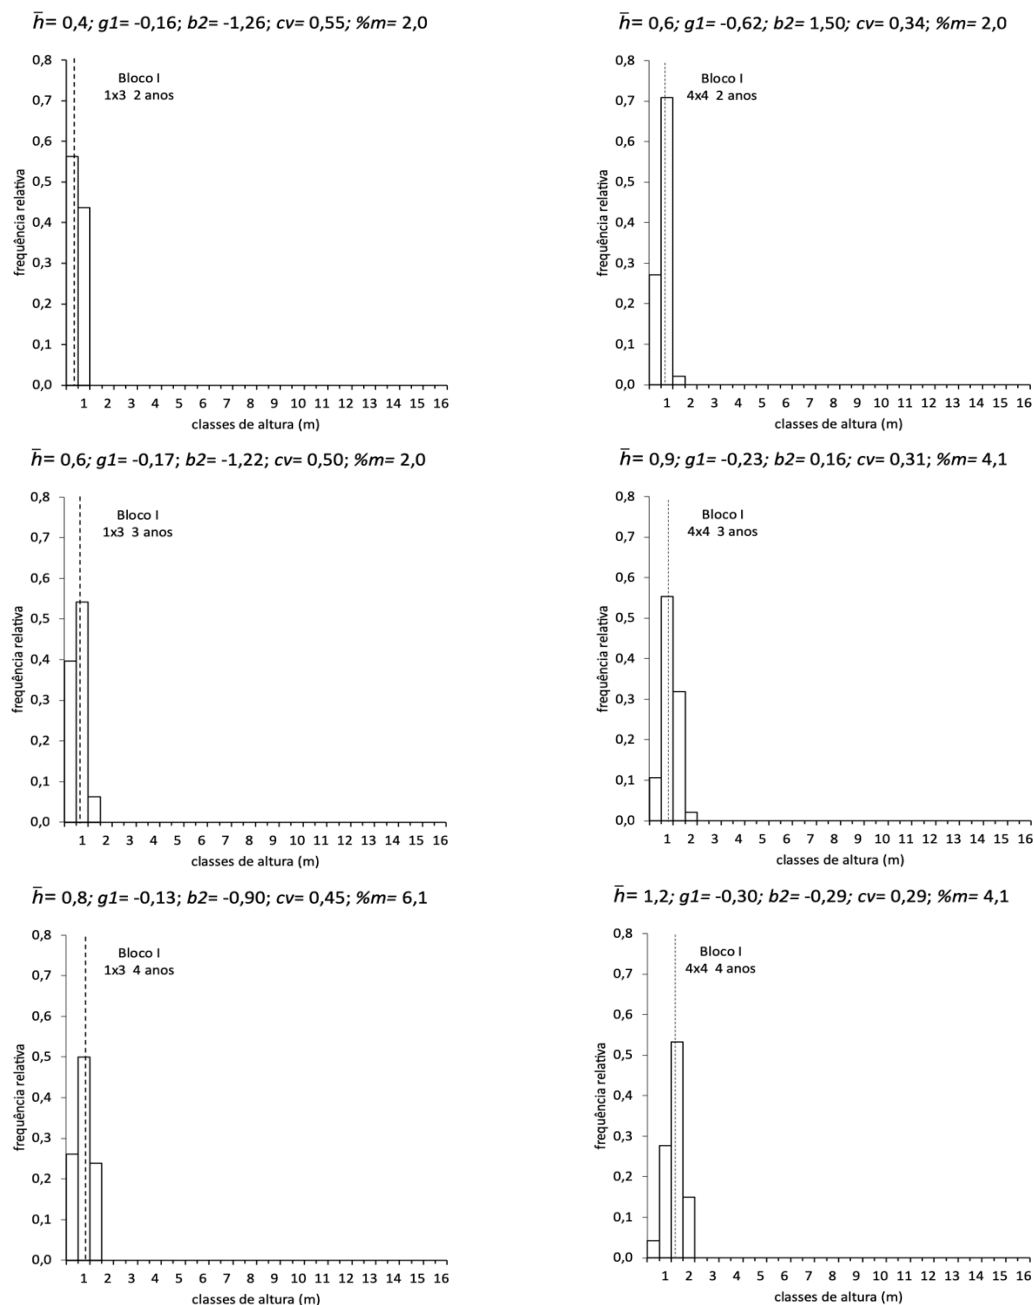 h̅= 0,4; g1= -0,16; b2= -1,26; cv= 0,55; %m= 2,0
0,8
0,7
0,6
0,5
0,4
0,3
0,2
0,1
0,0
frequência relativa
Bloco I
1x3 2 anos
1 2 3 4 5 6 7 8 9 10 11 12 13 14 15 16
classes de altura (m)
h̅= 0,6; g1= -0,62; b2= 1,50; cv= 0,34; %m= 2,0
0,8
0,7
0,6
0,5
0,4
0,3
0,2
0,1
0,0
frequência relativa
Bloco I
4x4 2 anos
1 2 3 4 5 6 7 8 9 10 11 12 13 14 15 16
classes de altura (m)
h̅= 0,6; g1= -0,17; b2= -1,22; cv= 0,50; %m= 2,0
0,8
0,7
0,6
0,5
0,4
0,3
0,2
0,1
0,0
frequência relativa
Bloco I
1x3 3 anos
1 2 3 4 5 6 7 8 9 10 11 12 13 14 15 16
classes de altura (m)
h̅= 0,9; g1= -0,23; b2= 0,16; cv= 0,31; %m= 4,1
0,8
0,7
0,6
0,5
0,4
0,3
0,2
0,1
0,0
frequência relativa
Bloco I
4x4 3 anos
1 2 3 4 5 6 7 8 9 10 11 12 13 14 15 16
classes de altura (m)
h̅= 0,8; g1= -0,13; b2= -0,90; cv= 0,45; %m= 6,1
0,8
0,7
0,6
0,5
0,4
0,3
0,2
0,1
0,0
frequência relativa
Bloco I
1x3 4 anos
1 2 3 4 5 6 7 8 9 10 11 12 13 14 15 16
classes de altura (m)
h̅= 1,2; g1= -0,30; b2= -0,29; cv= 0,29; %m= 4,1
0,8
0,7
0,6
0,5
0,4
0,3
0,2
0,1
0,0
frequência relativa
Bloco I
4x4 4 anos
1 2 3 4 5 6 7 8 9 10 11 12 13 14 15 16
classes de altura (m)